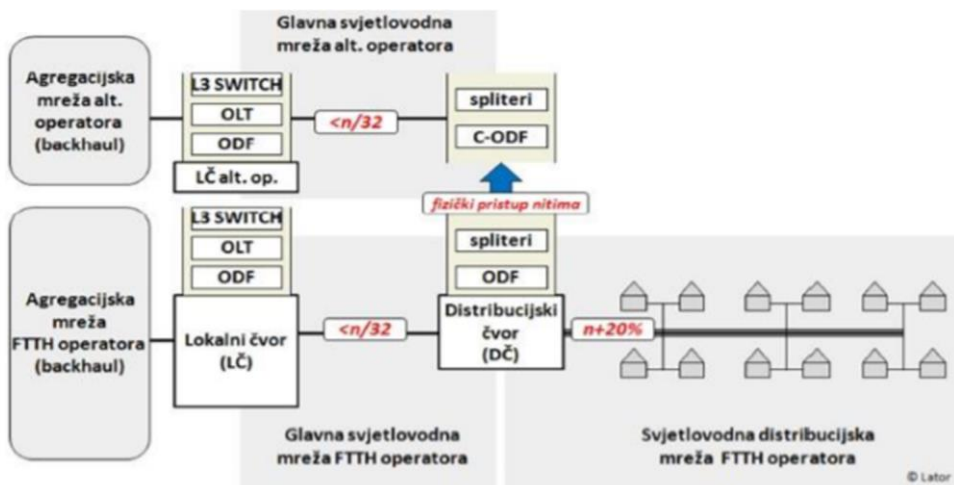 Glavna svjetlovodna
mreža alt. operatora
Agregacijska
mreža alt.
operatora
(backhaul)
L3 SWITCH
OLT
ODF
LČ alt. op.
<n/32
spliteri
C-ODF
fizički pristup nitima
Agregacijska
mreža
FTTH operatora
(backhaul)
L3 SWITCH
OLT
ODF
Lokalni čvor
(LČ)
<n/32
spliteri
ODF
Distribucijski
čvor
(DČ)
n+20%
Glavna svjetlovodna
mreža FTTH operatora
Svjetlovodna distribucijska
mreža FTTH operatora
© Lator